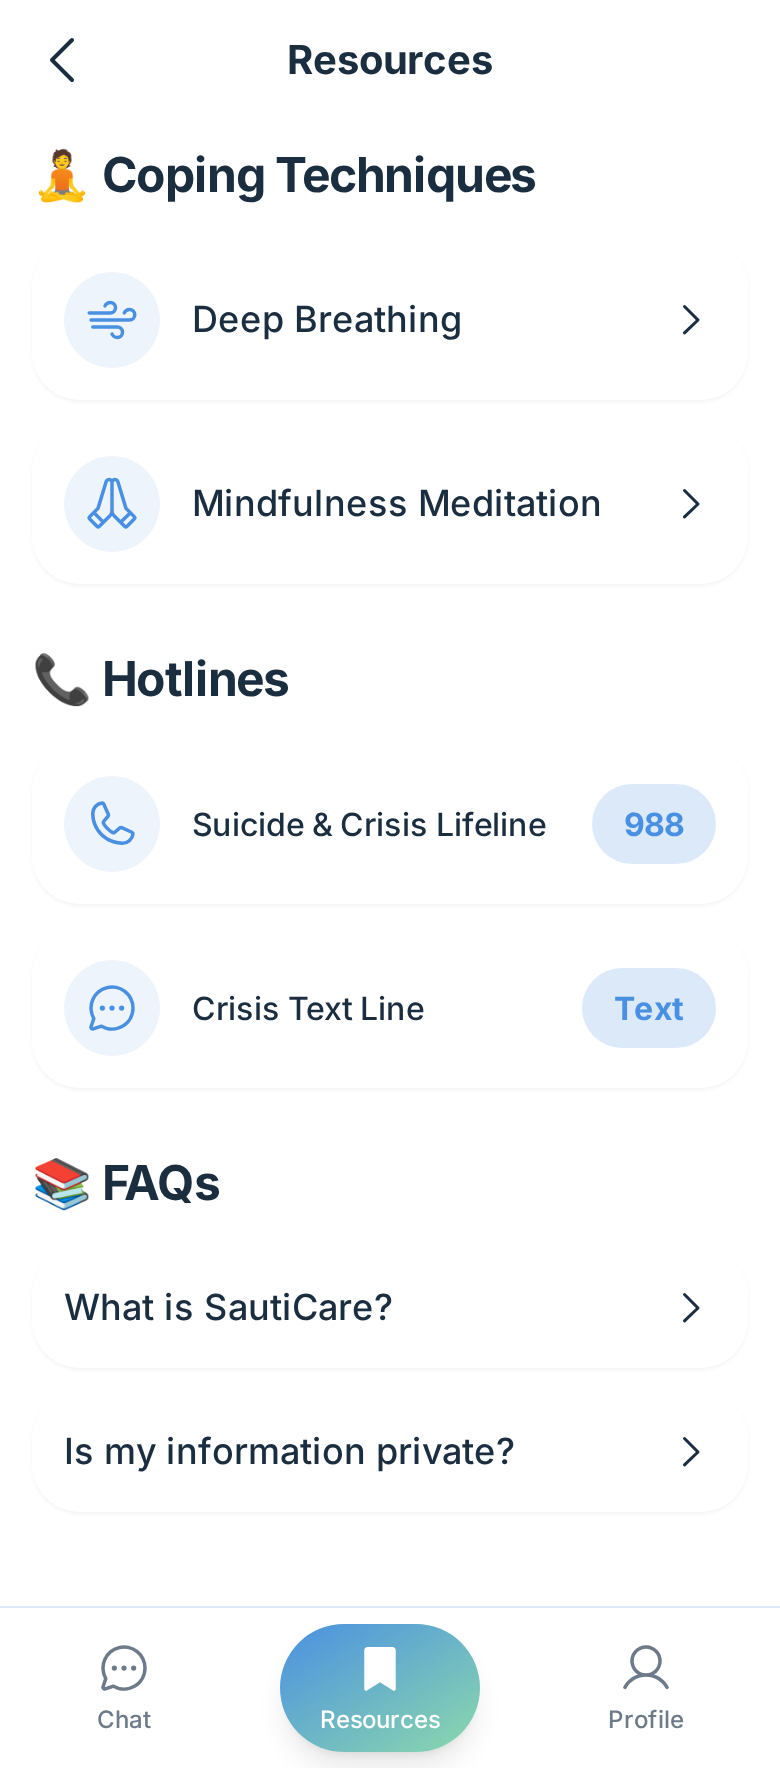 Resources
🧘 Coping Techniques
Deep Breathing
Mindfulness Meditation
📞 Hotlines
Suicide & Crisis Lifeline 988
Crisis Text Line Text
📚 FAQs
What is SautiCare?
Is my information private?
Chat Resources Profile